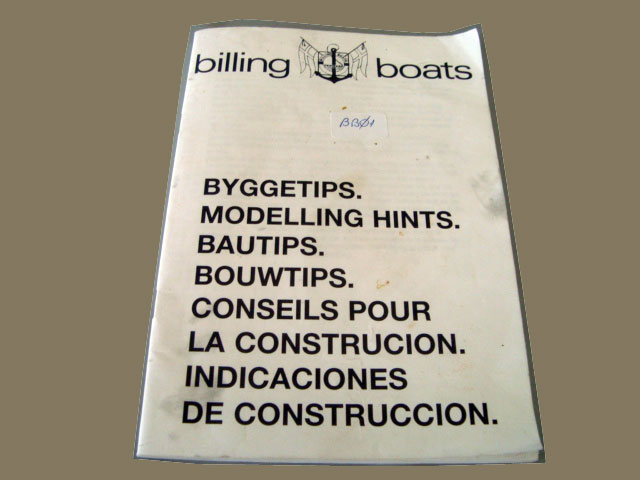 billing boats
BBØ1
BYGGETIPS.
MODELLING HINTS.
BAUTIPS.
BOUWTIPS.
CONSEILS POUR
LA CONSTRUCION.
INDICACIONES
DE CONSTRUCCION.